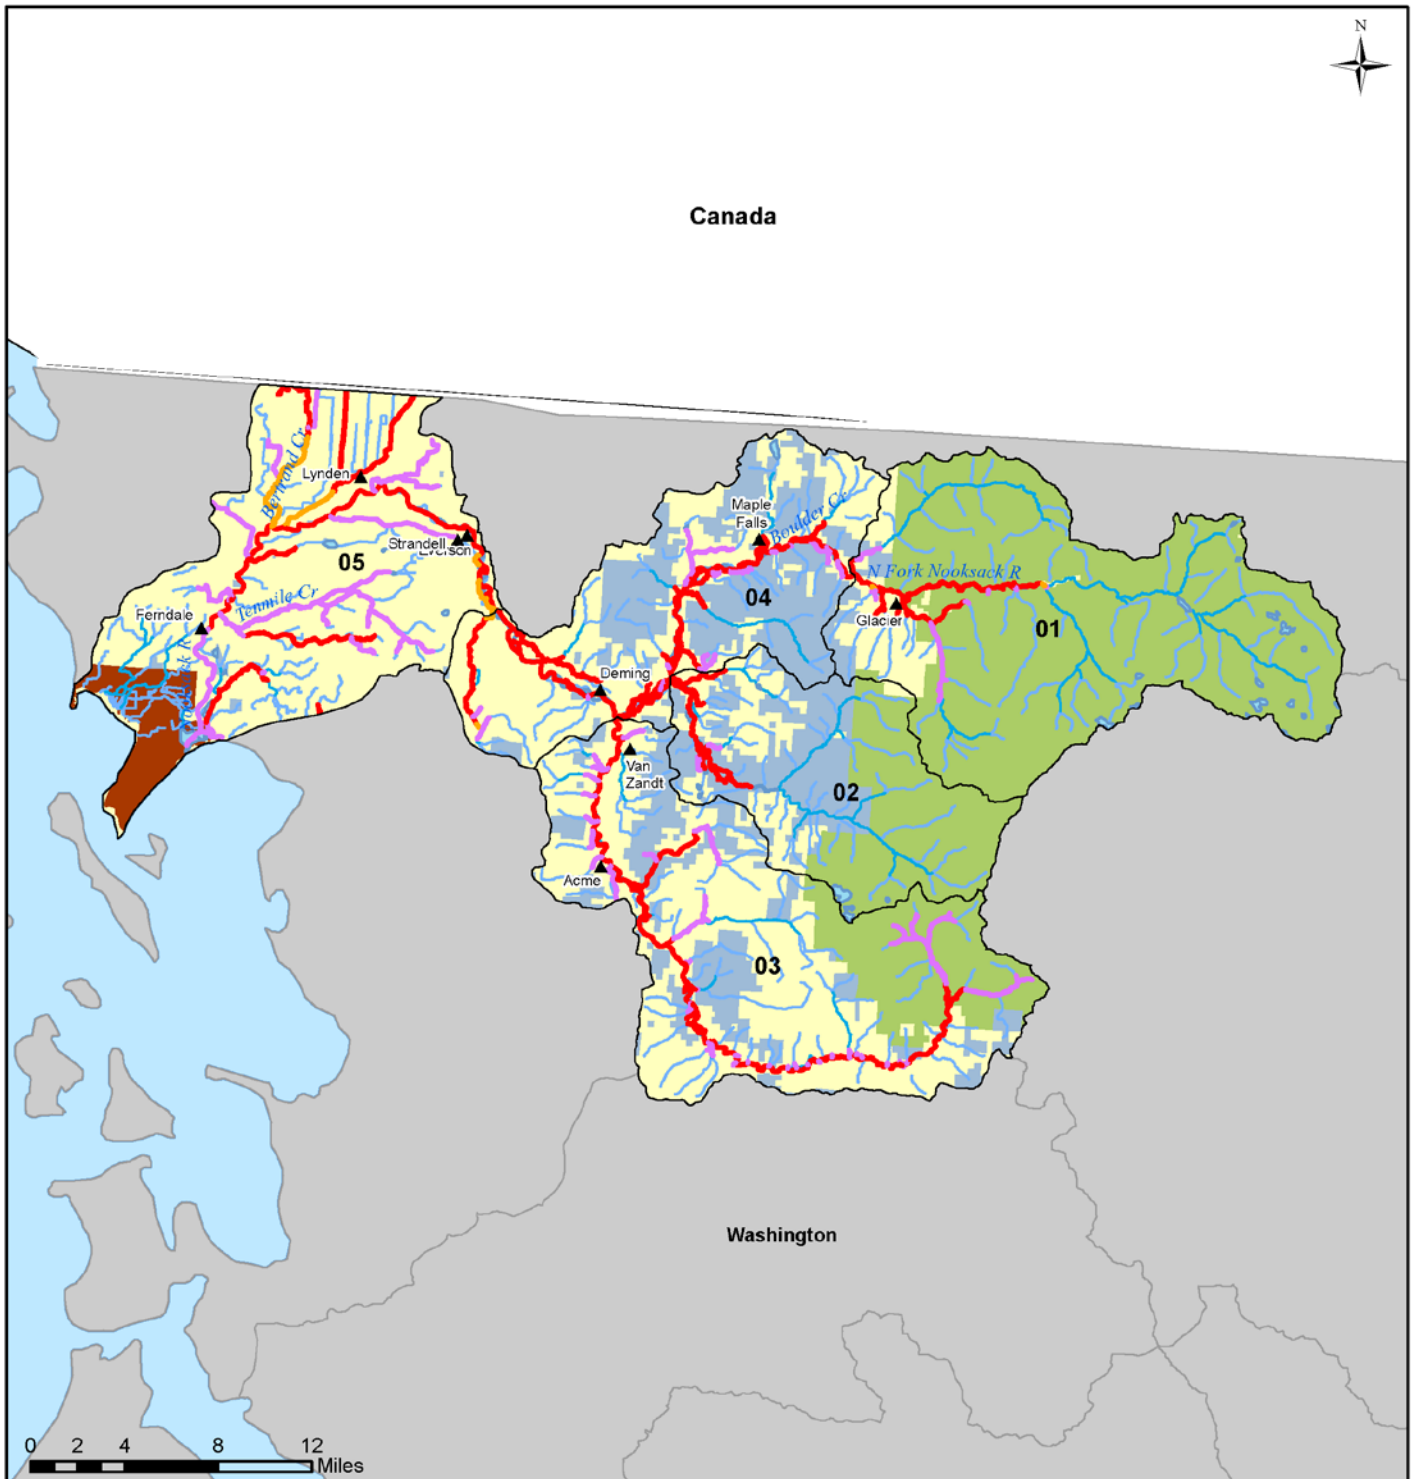 N
Canada
Bertrand Cr
Lynden
Maple
Falls
Boulder Cr
Strandell
Everson
05
N Fork Nooksack R
04
Tenmile Cr
Ferndale
Glacier
01
Deming
Van
Zandt
02
Acme
03
Washington
0 2 4 8 12
Miles